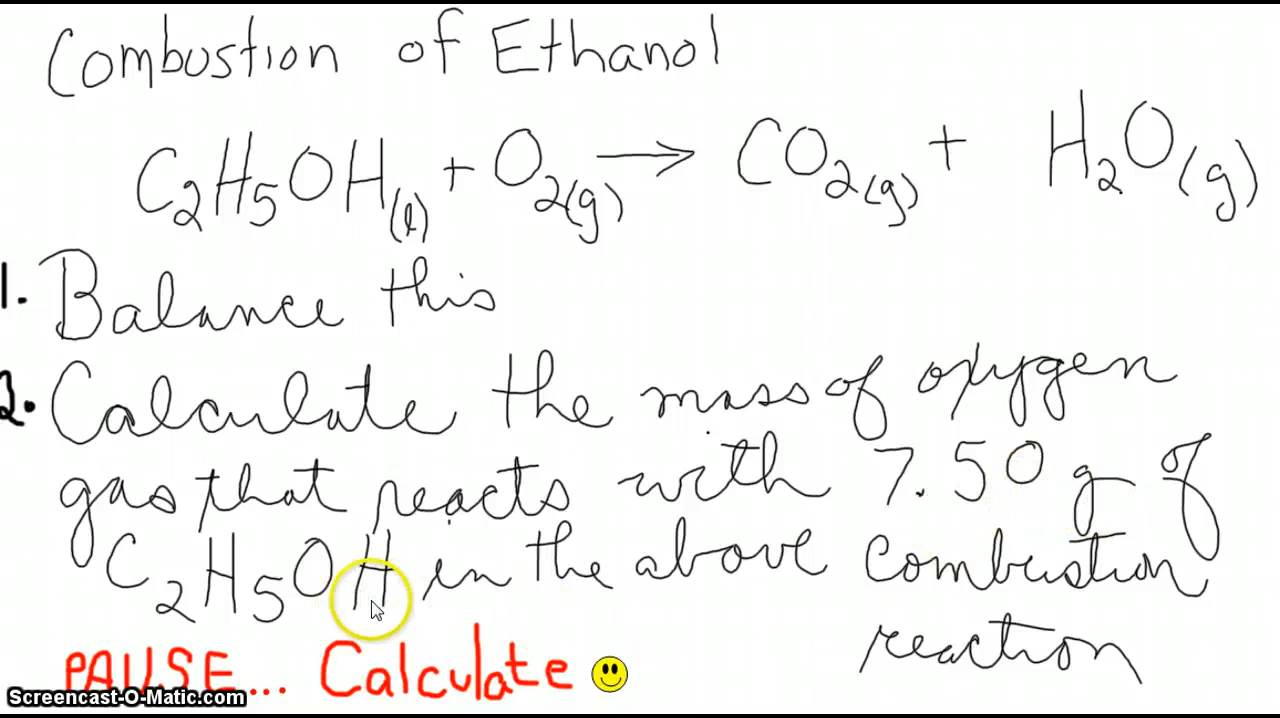 Combustion of Ethanol
C₂H₅OH(l) + O₂(g) → CO₂(g) + H₂O(g)
1. Balance this
2. Calculate the mass of oxygen
gas that reacts with 7.50 g of
C₂H₅OH in the above combustion
reaction
PAUSE... Calculate
Screencast-O-Matic.com